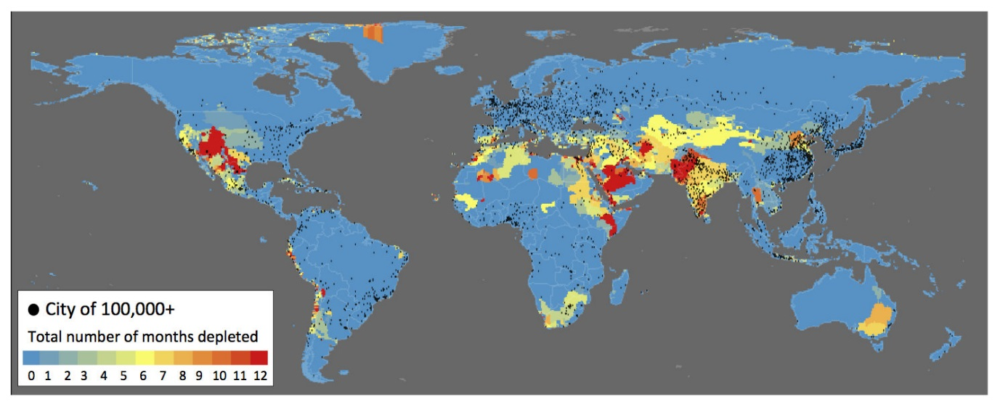 City of 100,000+
Total number of months depleted
0 1 2 3 4 5 6 7 8 9 10 11 12